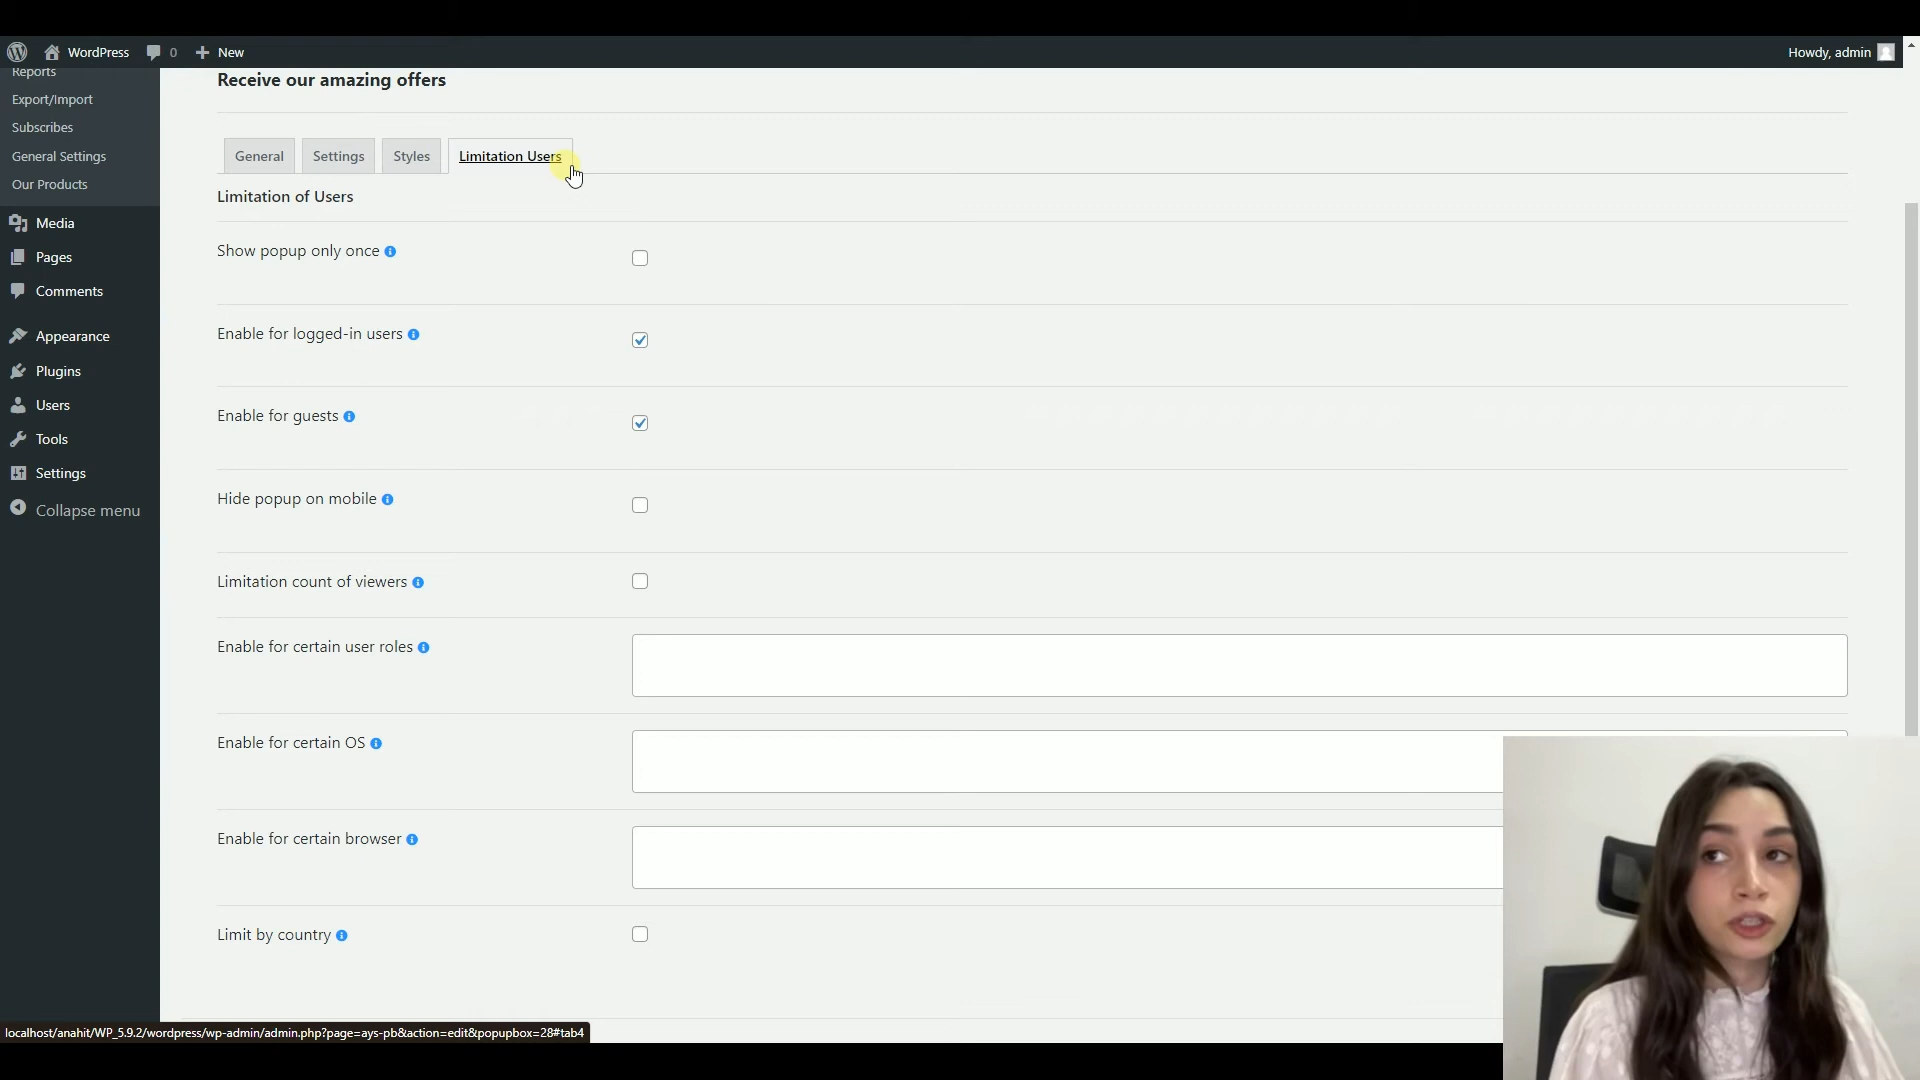 WordPress 0 New Howdy, admin
Reports
Export/Import
Subscribes
General Settings
Our Products
Media
Pages
Comments
Appearance
Plugins
Users
Tools
Settings
Collapse menu
Receive our amazing offers
General Settings Styles Limitation Users
Limitation of Users
Show popup only once
Enable for logged-in users
Enable for guests
Hide popup on mobile
Limitation count of viewers
Enable for certain user roles
Enable for certain OS
Enable for certain browser
Limit by country
localhost/anahit/WP_5.9.2/wordpress/wp-admin/admin.php?page=ays-pb&action=edit&popupbox=28#tab4